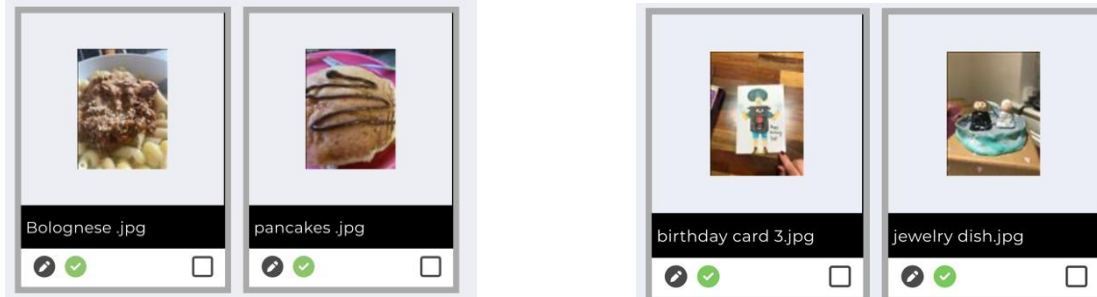 Bolognese .jpg
pancakes .jpg
birthday card 3.jpg
jewelry dish.jpg